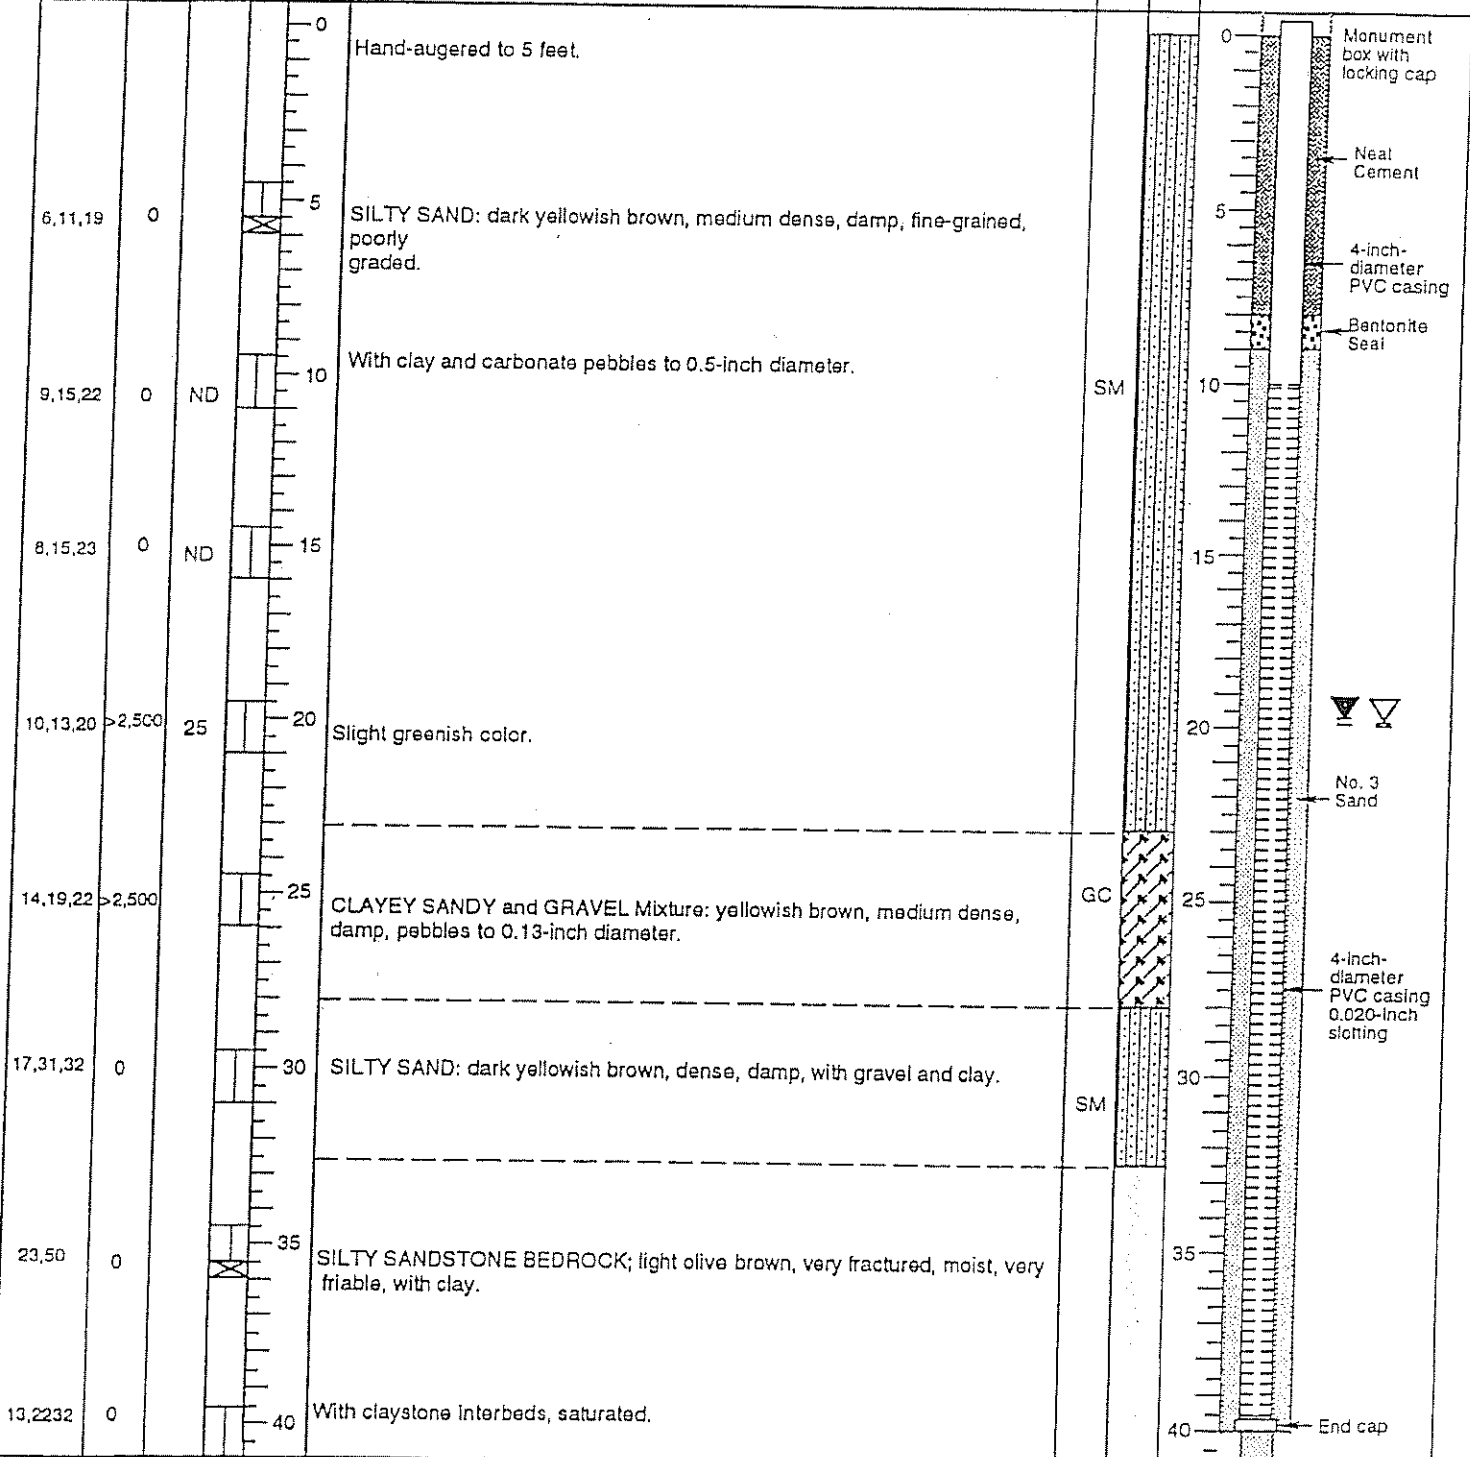 0
Hand-augered to 5 feet.
6,11,19
0
5
SILTY SAND: dark yellowish brown, medium dense, damp, fine-grained,
poorly
graded.
9,15,22
0
ND
10
With clay and carbonate pebbles to 0.5-inch diameter.
8,15,23
0
ND
15
10,13,20
>2,500
25
20
Slight greenish color.
14,19,22
>2,500
25
CLAYEY SANDY and GRAVEL Mixture: yellowish brown, medium dense,
damp, pebbles to 0.13-inch diameter.
17,31,32
0
30
SILTY SAND: dark yellowish brown, dense, damp, with gravel and clay.
23,50
0
35
SILTY SANDSTONE BEDROCK; light olive brown, very fractured, moist, very
friable, with clay.
13,2232
0
40
With claystone interbeds, saturated.
SM
GC
SM
0
5
10
15
20
25
30
35
40
Monument
box with
locking cap
Neat
Cement
4-inch-
diameter
PVC casing
Bentonite
Seal
No. 3
Sand
4-inch-
diameter
PVC casing
0.020-inch
slotting
End cap